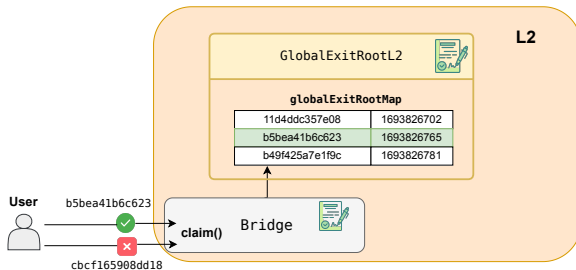 L2
GlobalExitRootL2
globalExitRootMap
11d4ddc357e08 1693826702
b5bea41b6c623 1693826765
b49f425a7e1f9c 1693826781
User
b5bea41b6c623
claim()
Bridge
cbcf165908dd18